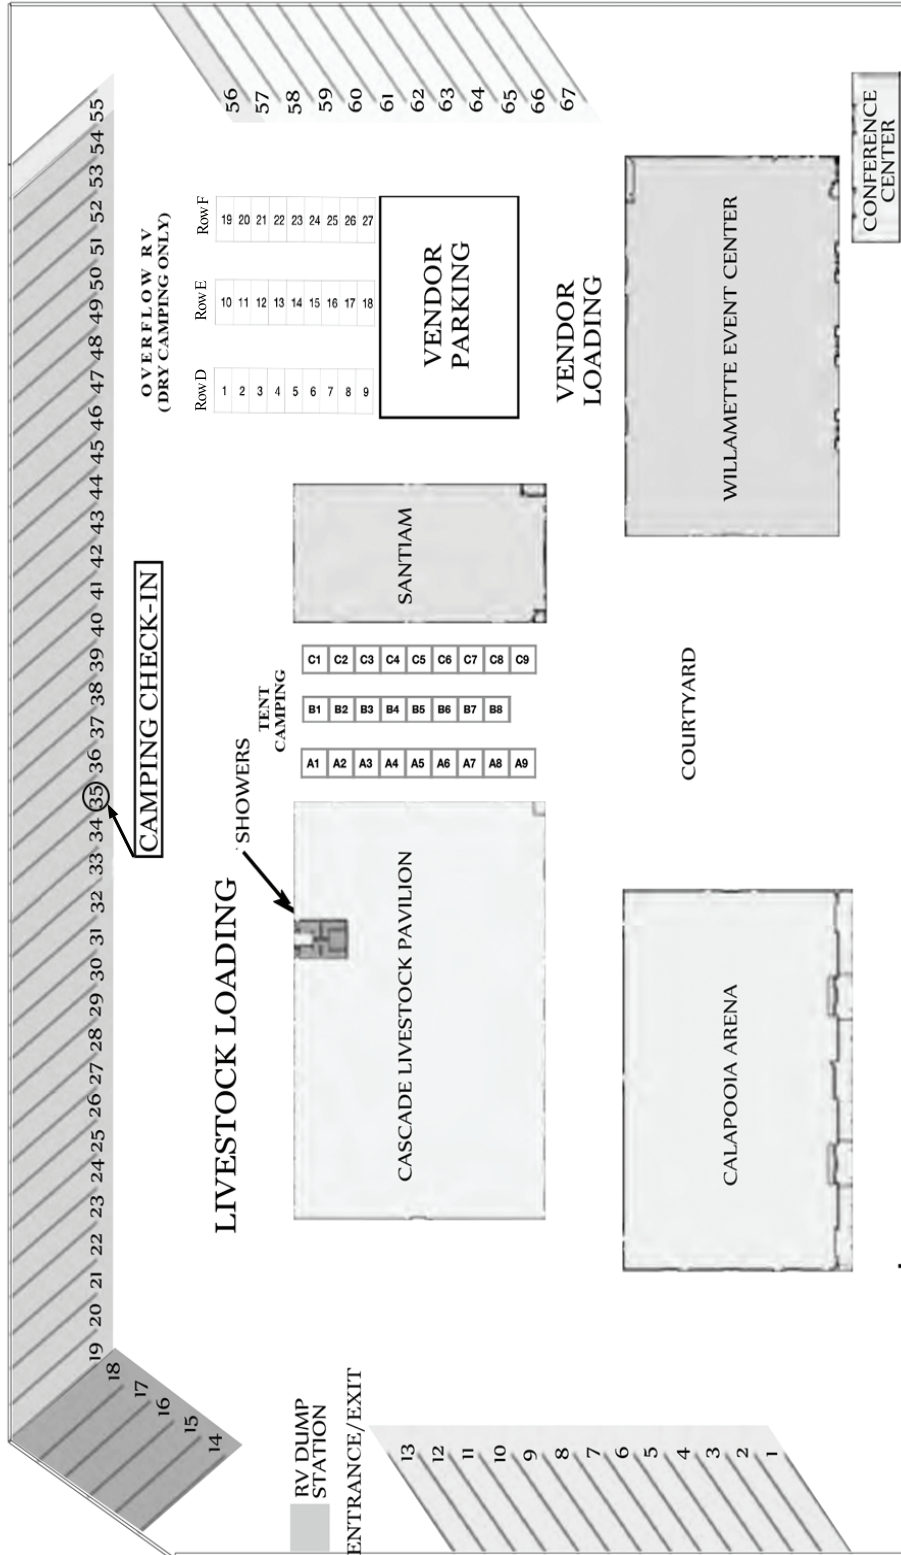 56
57
58
59
60
61
62
63
64
65
66
67
55
54
53
52
51
50
49
48
47
46
45
44
43
42
41
40
39
38
37
36
35
34
33
32
31
30
29
28
27
26
25
24
23
22
21
20
19
18
17
16
15
14
13
12
11
10
9
8
7
6
5
4
3
2
1
OVERFLOW RV
(DRY CAMPING ONLY)
Row F
19 20 21 22 23 24 25 26 27
Row E
10 11 12 13 14 15 16 17 18
Row D
1 2 3 4 5 6 7 8 9
VENDOR
PARKING
VENDOR
LOADING
WILLAMETTE EVENT CENTER
CONFERENCE
CENTER
CAMPING CHECK-IN
SANTIAM
TENT
CAMPING
C1 C2 C3 C4 C5 C6 C7 C8 C9
B1 B2 B3 B4 B5 B6 B7 B8
A1 A2 A3 A4 A5 A6 A7 A8 A9
COURTYARD
SHOWERS
LIVESTOCK LOADING
CASCADE LIVESTOCK PAVILION
CALAPOOIA ARENA
RV DUMP
STATION
ENTRANCE/EXIT